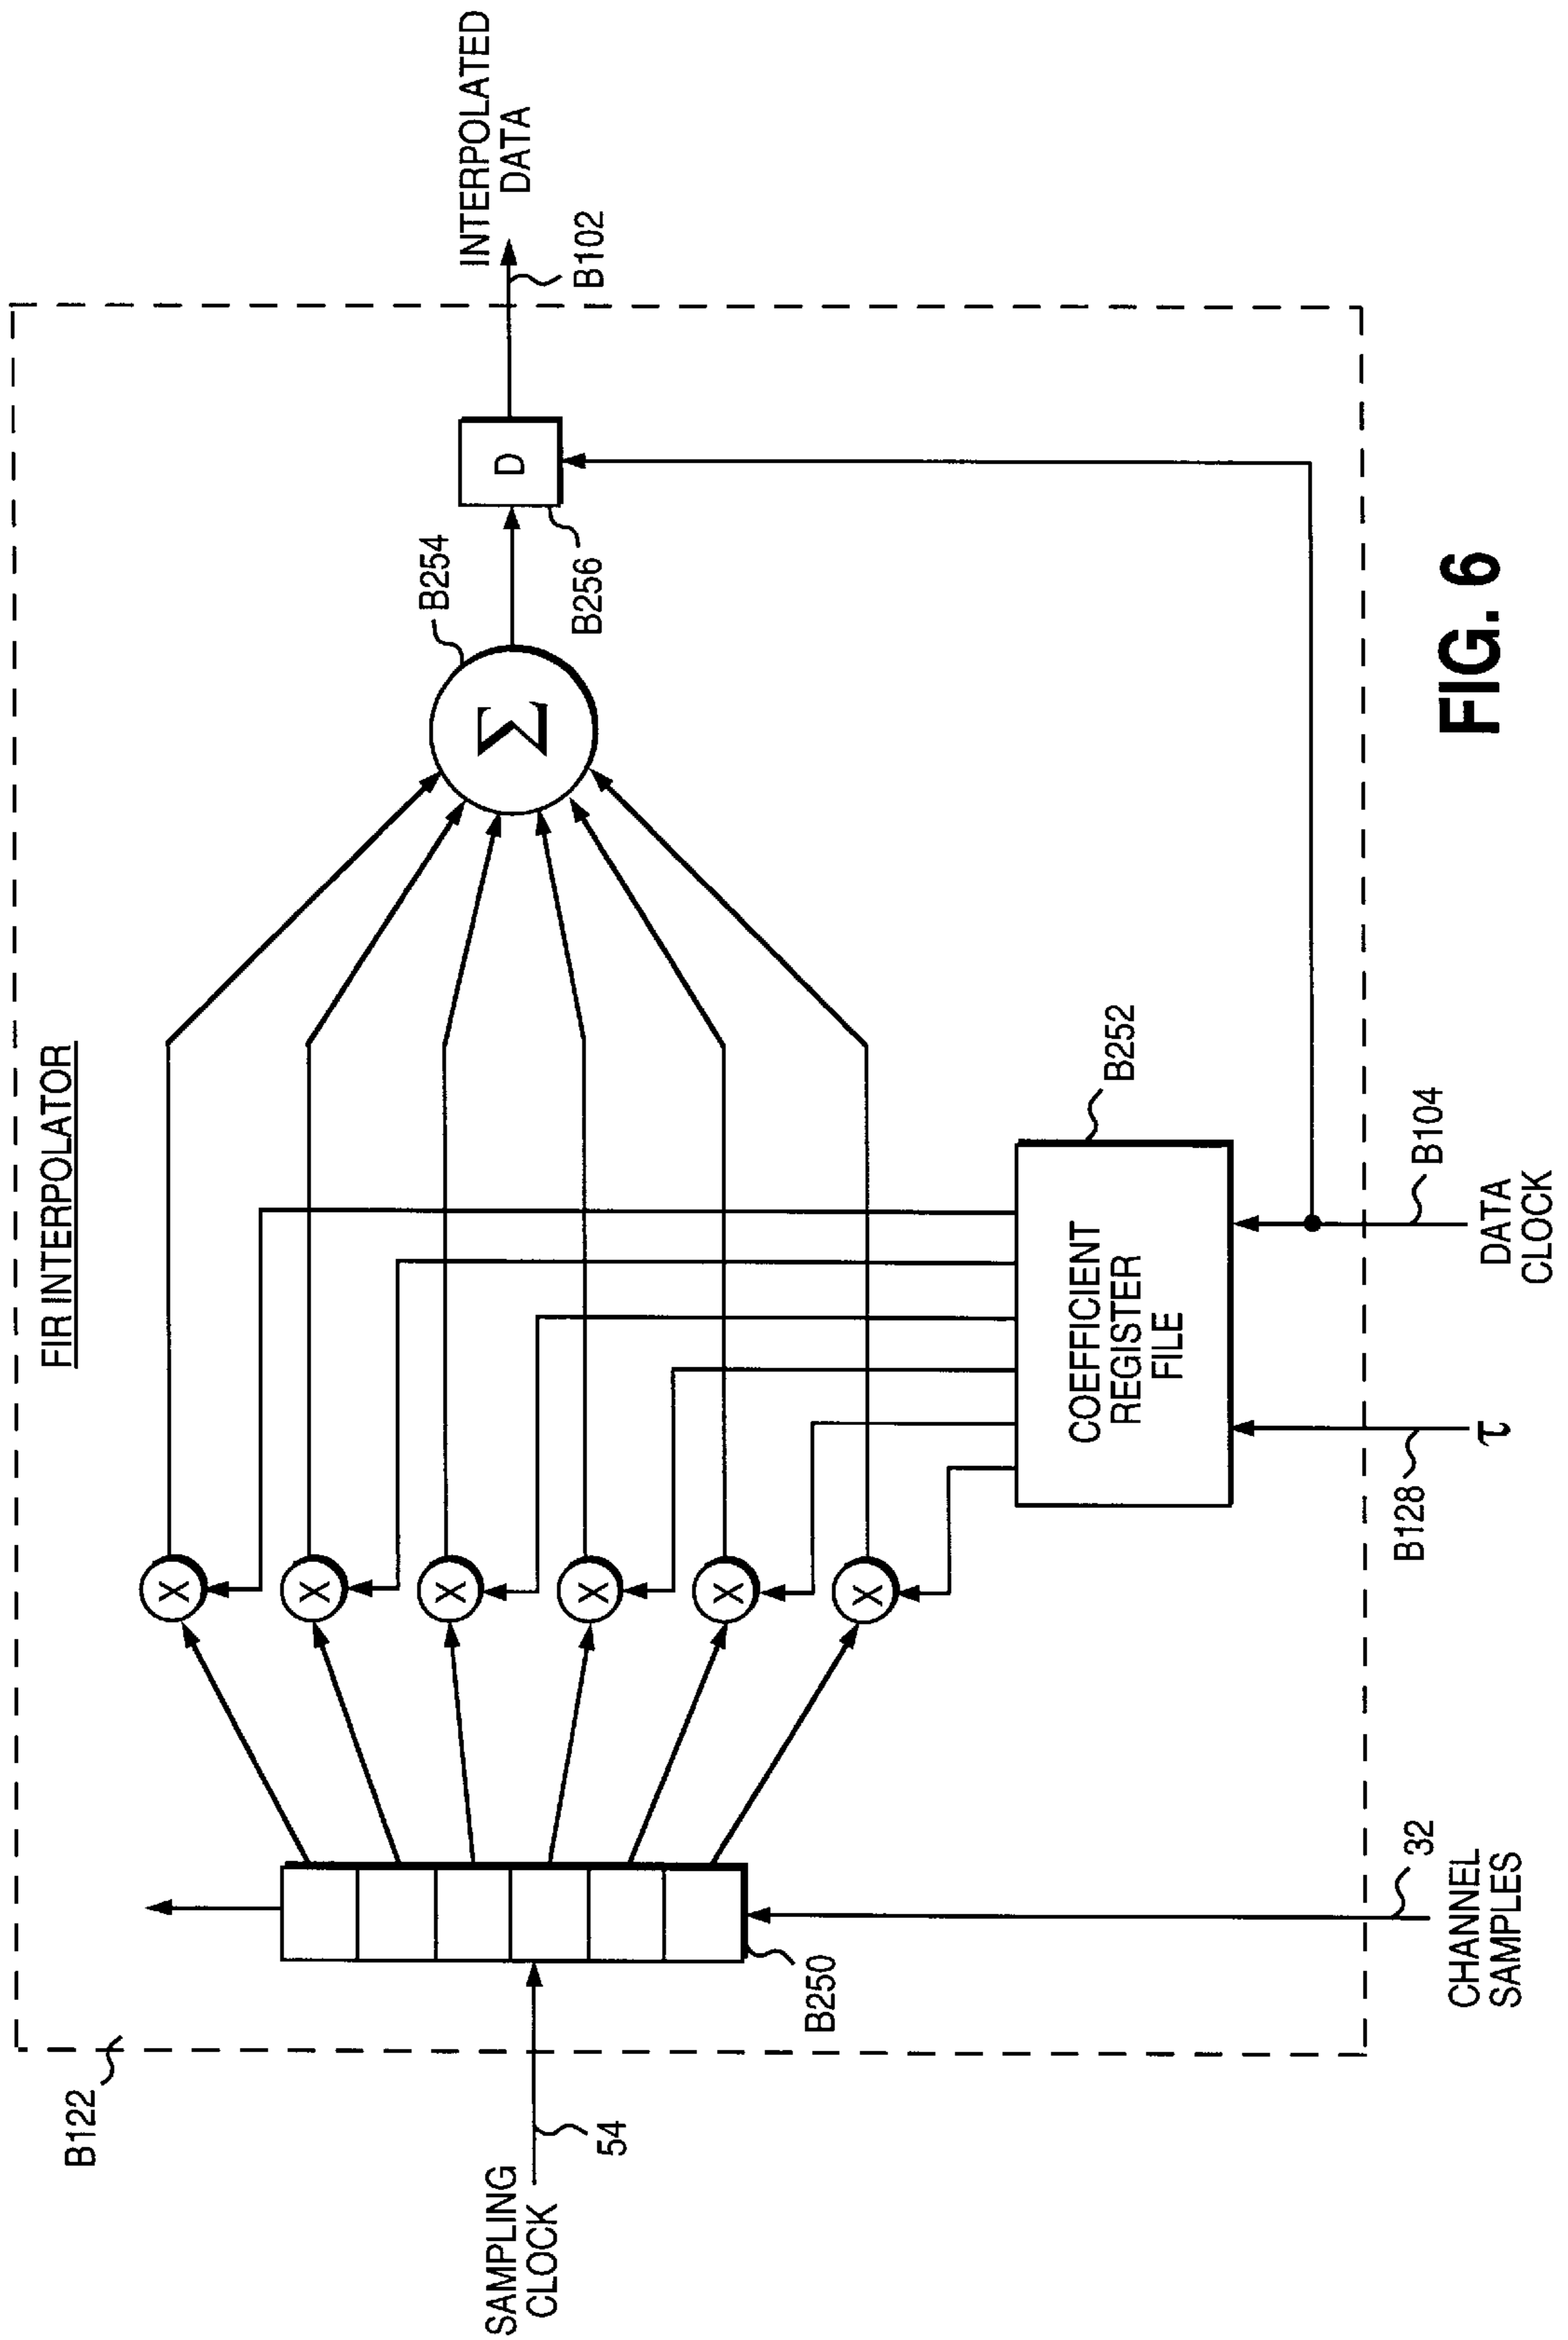 FIR INTERPOLATOR
B122
SAMPLING
CLOCK
54
B250
32
CHANNEL
SAMPLES
X
X
X
X
X
X
COEFFICIENT
REGISTER
FILE
B252
B128
τ
B104
DATA
CLOCK
Σ
B254
D
B256
B102
INTERPOLATED
DATA
FIG. 6